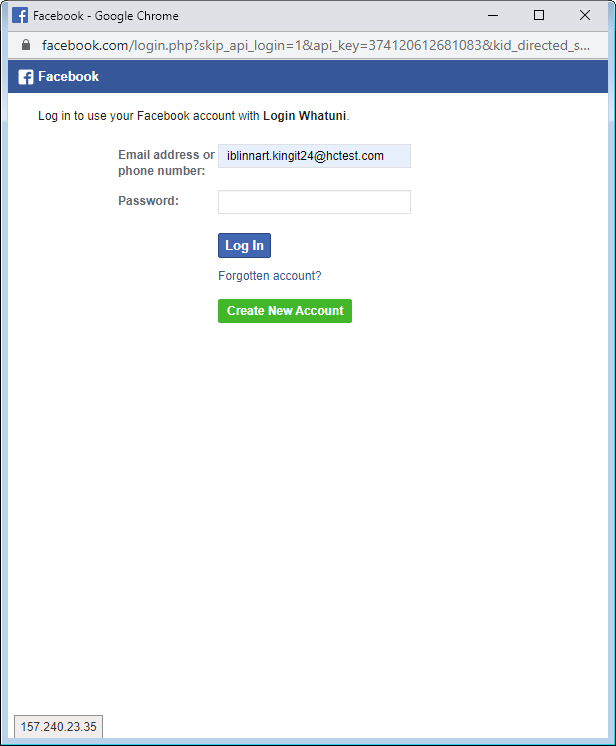 Facebook - Google Chrome
facebook.com/login.php?skip_api_login=1&api_key=374120612681083&kid_directed_s...
Facebook
Log in to use your Facebook account with Login Whatuni.
Email address or
phone number:
iblinnart.kingit24@hctest.com
Password:
Log In
Forgotten account?
Create New Account
157.240.23.35